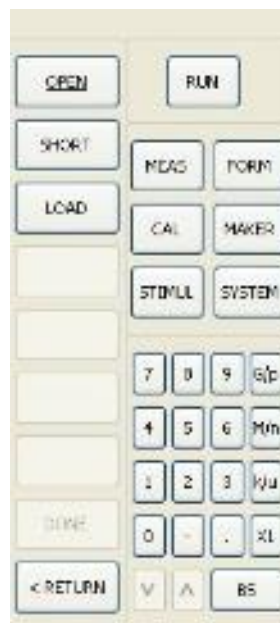 OPEN
RUN
SHORT
MEAS FORM
LOAD
CAL MAKER
STIMUL SYSTEM
7 8 9 G/p
4 5 6 M/n
1 2 3 k/u
DONE
0 - . X1
< RETURN
BS